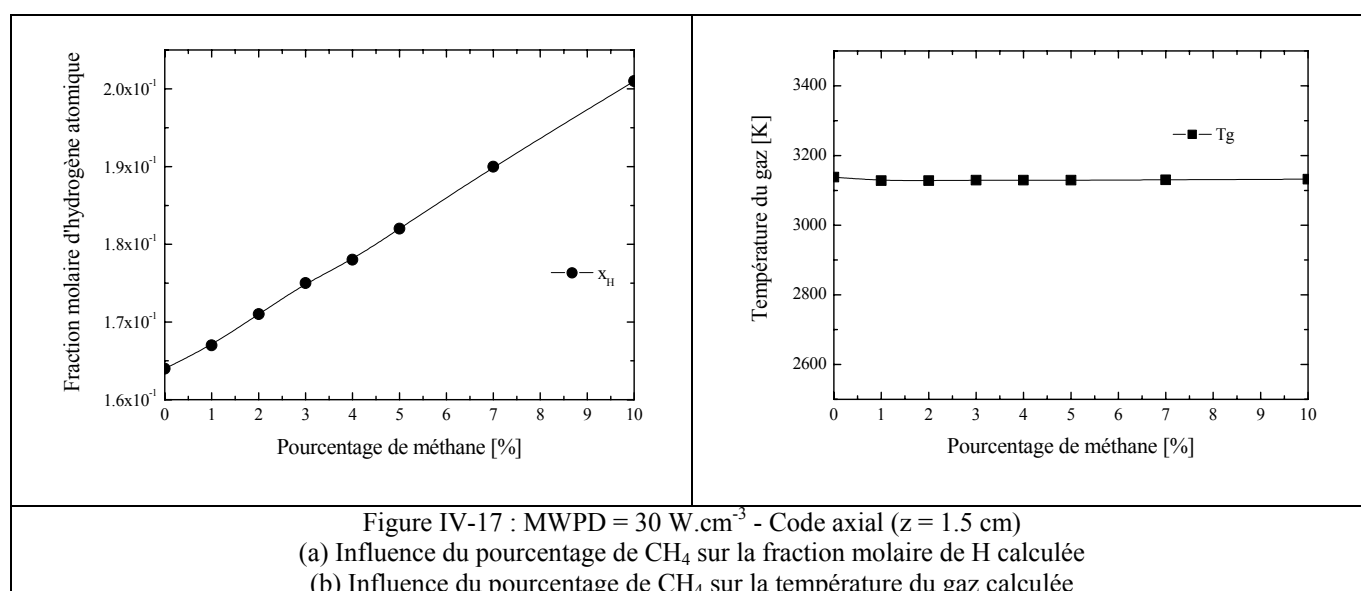 Fraction molaire d'hydrogène atomique
2.0x10⁻¹
1.9x10⁻¹
1.8x10⁻¹
1.7x10⁻¹
1.6x10⁻¹
x_H
0 1 2 3 4 5 6 7 8 9 10
Pourcentage de méthane [%]
Température du gaz [K]
3400
3200
3000
2800
2600
Tg
0 1 2 3 4 5 6 7 8 9 10
Pourcentage de méthane [%]
Figure IV-17 : MWPD = 30 W.cm⁻³ - Code axial (z = 1.5 cm)
(a) Influence du pourcentage de CH₄ sur la fraction molaire de H calculée
(b) Influence du pourcentage de CH₄ sur la température du gaz calculée